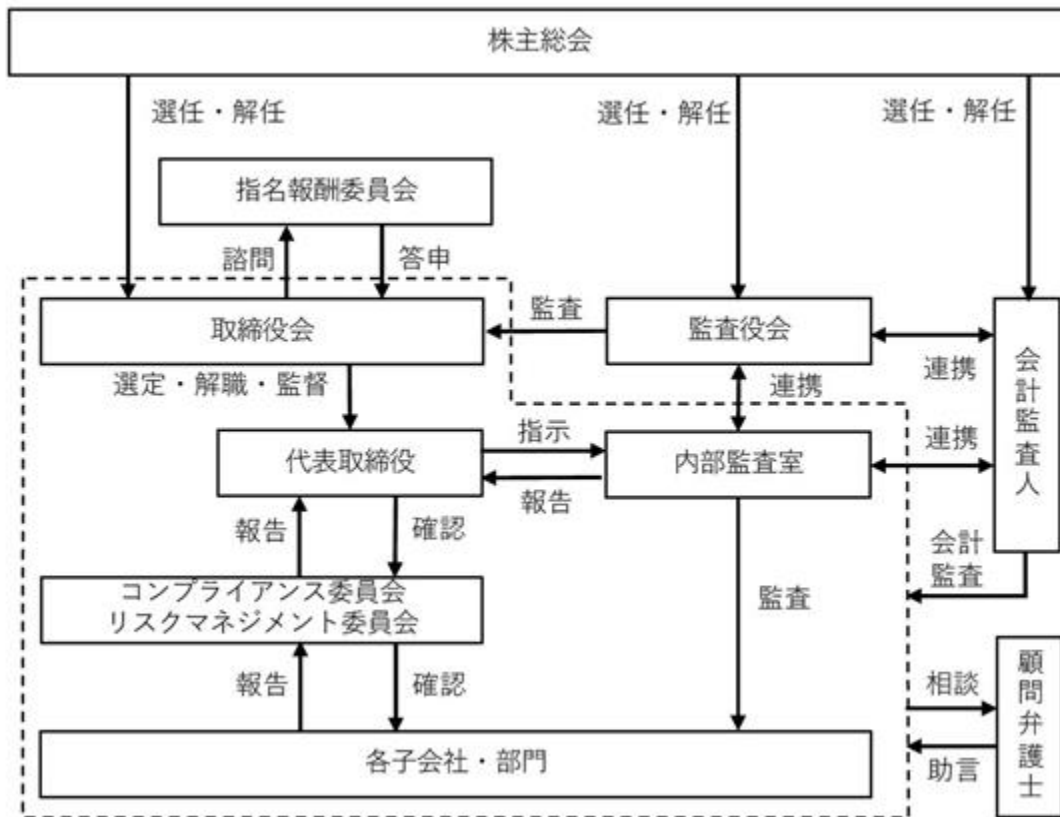 株主総会
選任・解任
選任・解任
選任・解任
指名報酬委員会
諮問
答申
取締役会
監査
監査役会
連携
会計監査人
選定・解職・監督
連携
代表取締役
指示
報告
内部監査室
連携
報告
確認
会計
監査
コンプライアンス委員会
リスクマネジメント委員会
監査
報告
確認
相談
助言
顧問弁護士
各子会社・部門